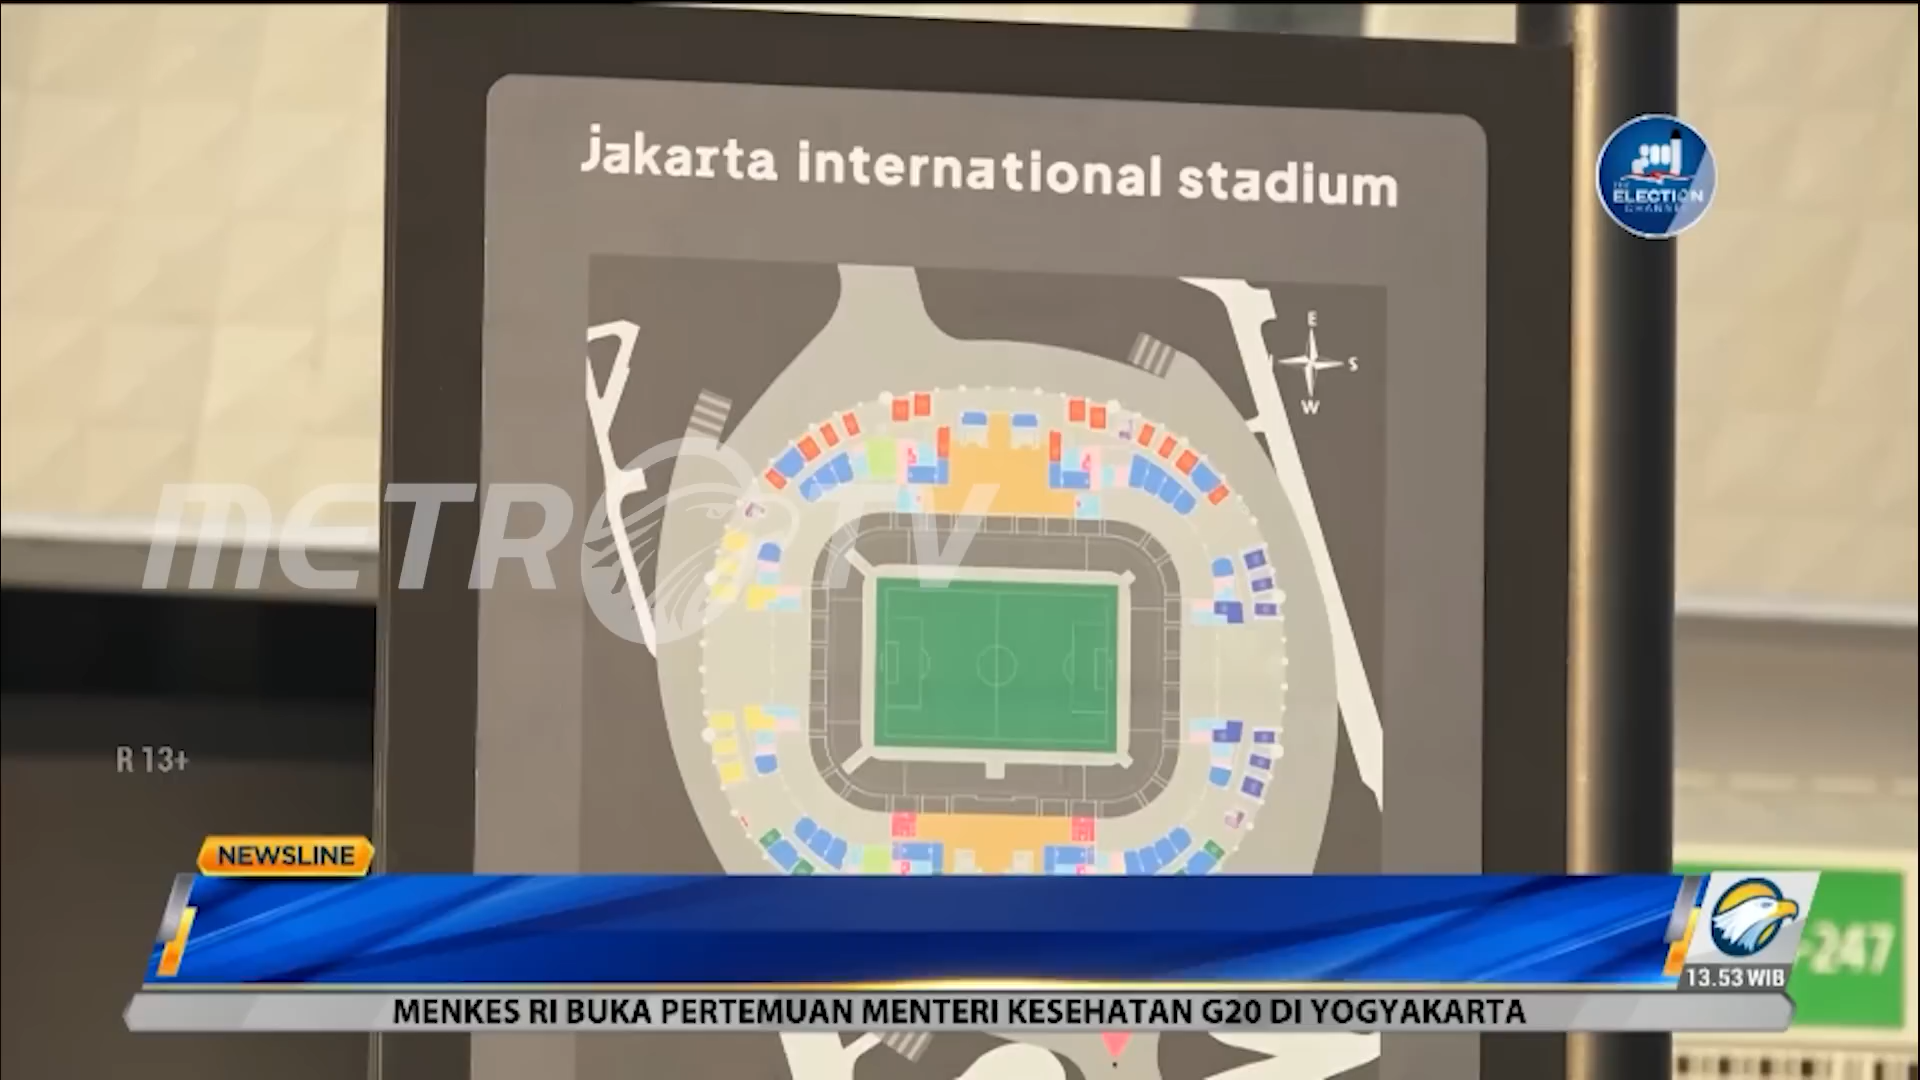 jakarta international stadium
THE ELECTION
CHANNEL
E
S
W
METRO TV
R 13+
NEWSLINE
-247
13.53 WIB
MENKES RI BUKA PERTEMUAN MENTERI KESEHATAN G20 DI YOGYAKARTA